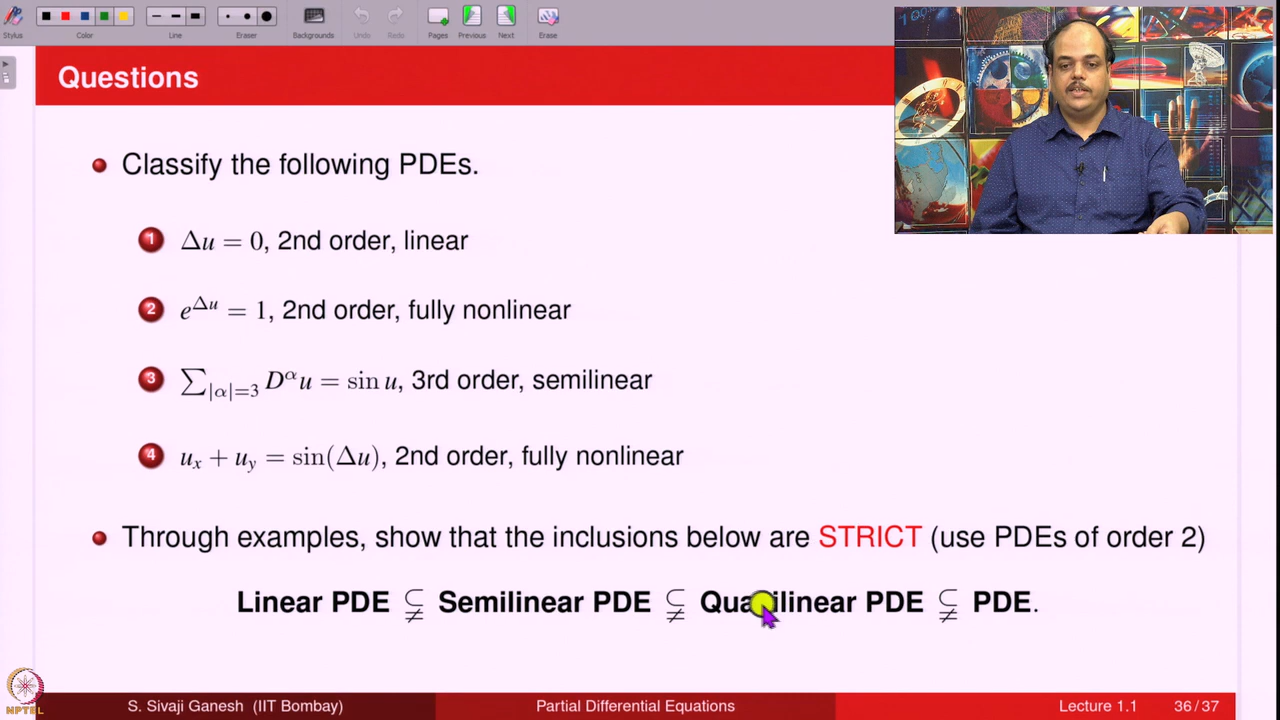 Stylus
Color
Line
Eraser
Backgrounds
Undo
Redo
Pages
Previous
Next
Erase
Questions
Classify the following PDEs.
1 Δu = 0, 2nd order, linear
2 e^{Δu} = 1, 2nd order, fully nonlinear
3 ∑_{|α|=3} D^α u = sin u, 3rd order, semilinear
4 u_x + u_y = sin(Δu), 2nd order, fully nonlinear
Through examples, show that the inclusions below are STRICT (use PDEs of order 2)
Linear PDE ⊊ Semilinear PDE ⊊ Quasilinear PDE ⊊ PDE.
NPTEL
S. Sivaji Ganesh (IIT Bombay)
Partial Differential Equations
Lecture 1.1
36/37